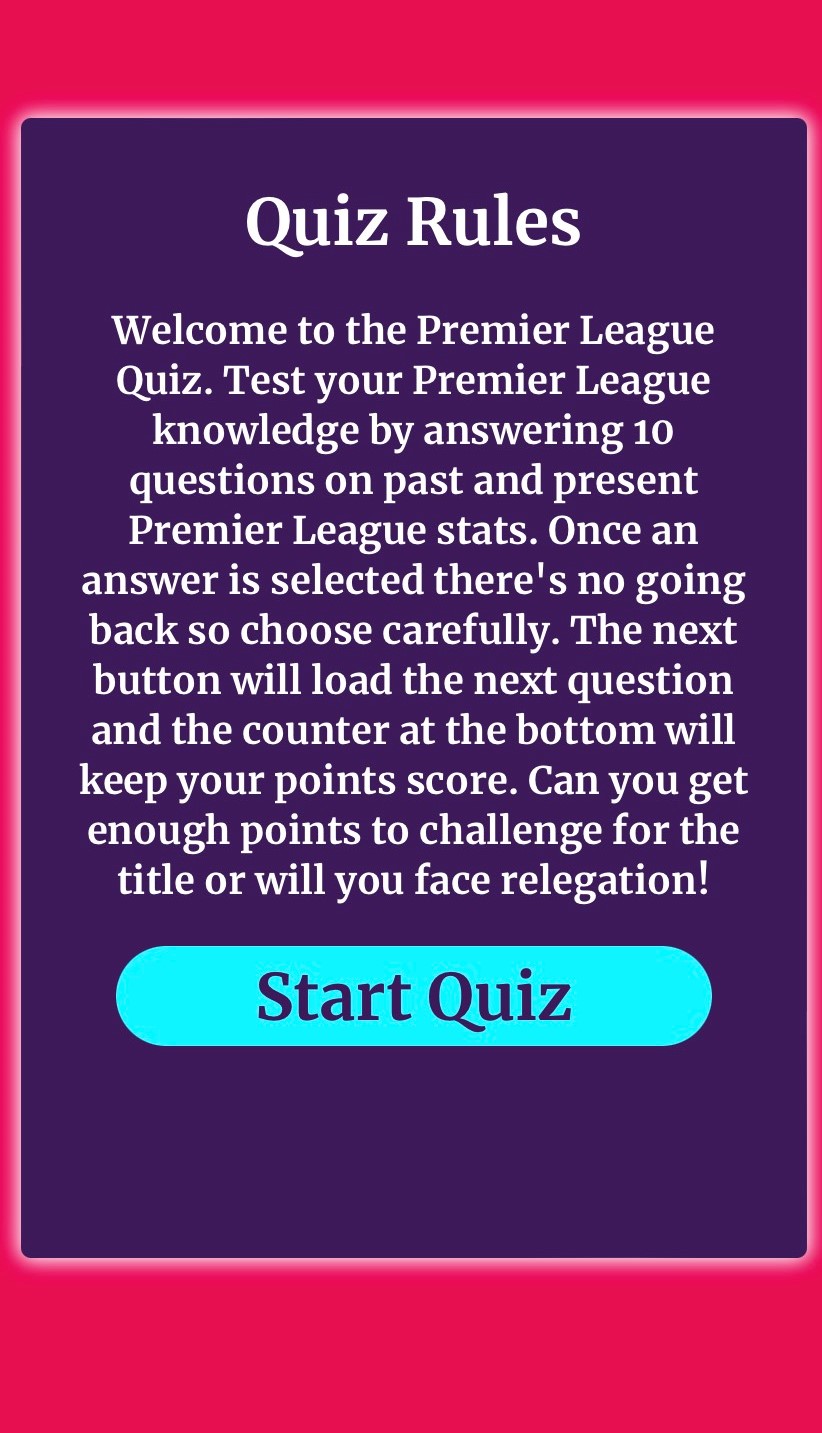 Quiz Rules
Welcome to the Premier League
Quiz. Test your Premier League
knowledge by answering 10
questions on past and present
Premier League stats. Once an
answer is selected there's no going
back so choose carefully. The next
button will load the next question
and the counter at the bottom will
keep your points score. Can you get
enough points to challenge for the
title or will you face relegation!
Start Quiz